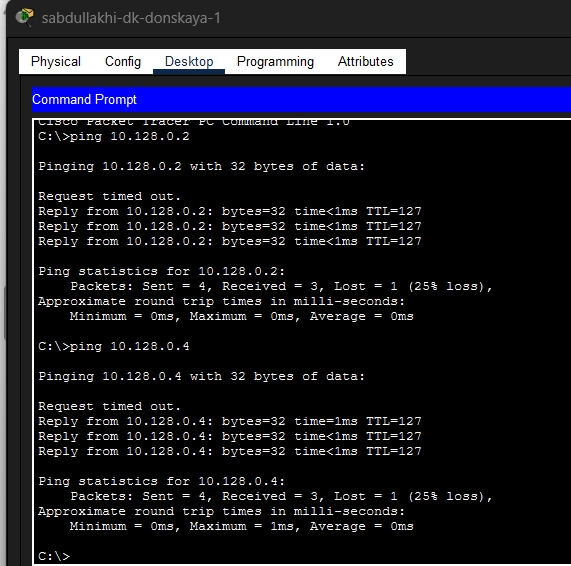 sabdullakhi-dk-donskaya-1
Physical Config Desktop Programming Attributes
Command Prompt
Cisco Packet Tracer PC Command Line 1.0
C:\>ping 10.128.0.2
Pinging 10.128.0.2 with 32 bytes of data:
Request timed out.
Reply from 10.128.0.2: bytes=32 time<1ms TTL=127
Reply from 10.128.0.2: bytes=32 time<1ms TTL=127
Reply from 10.128.0.2: bytes=32 time<1ms TTL=127
Ping statistics for 10.128.0.2:
Packets: Sent = 4, Received = 3, Lost = 1 (25% loss),
Approximate round trip times in milli-seconds:
Minimum = 0ms, Maximum = 0ms, Average = 0ms
C:\>ping 10.128.0.4
Pinging 10.128.0.4 with 32 bytes of data:
Request timed out.
Reply from 10.128.0.4: bytes=32 time=1ms TTL=127
Reply from 10.128.0.4: bytes=32 time<1ms TTL=127
Reply from 10.128.0.4: bytes=32 time<1ms TTL=127
Ping statistics for 10.128.0.4:
Packets: Sent = 4, Received = 3, Lost = 1 (25% loss),
Approximate round trip times in milli-seconds:
Minimum = 0ms, Maximum = 1ms, Average = 0ms
C:\>